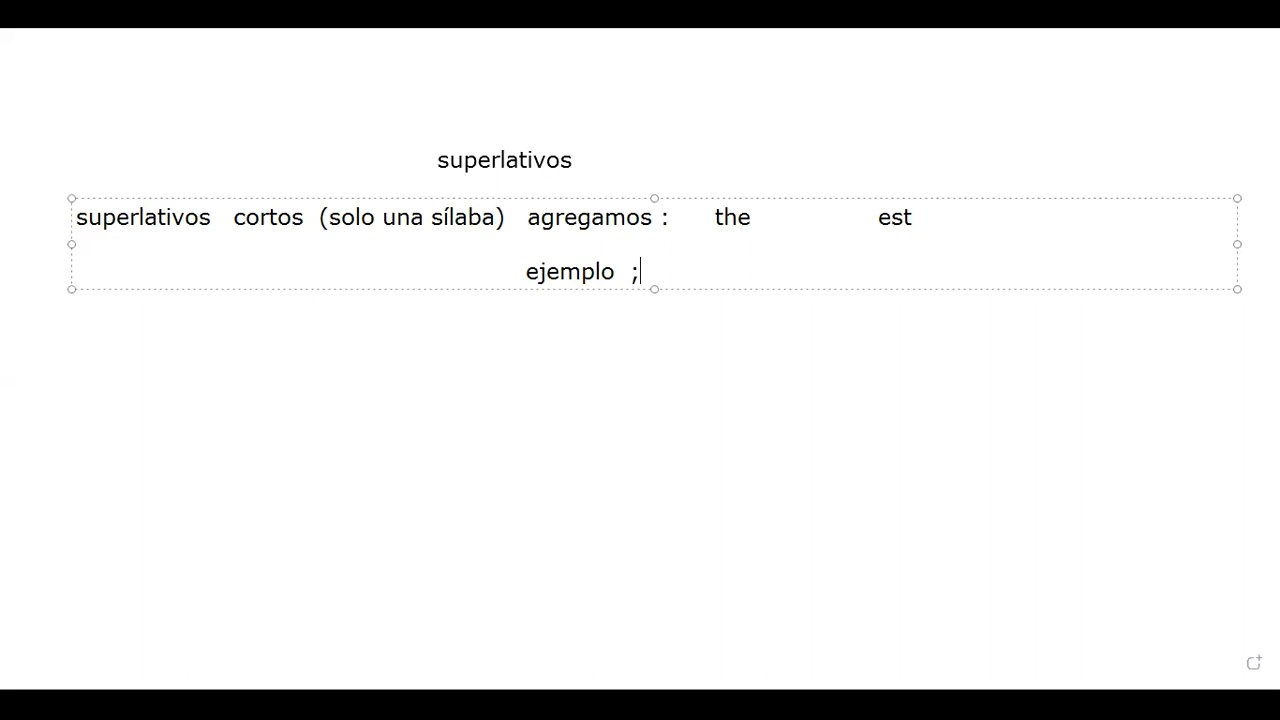 superlativos
superlativos cortos (solo una sílaba) agregamos : the est
ejemplo ;